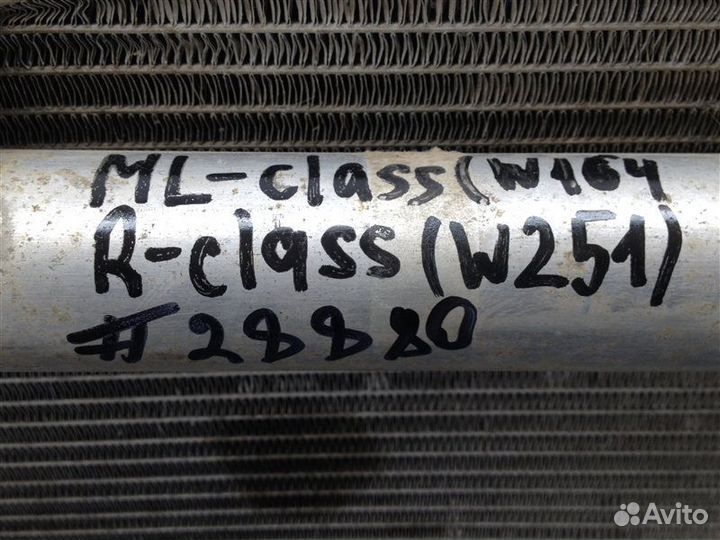 ML-class(W164
R-class(W251)
#28880
Avito